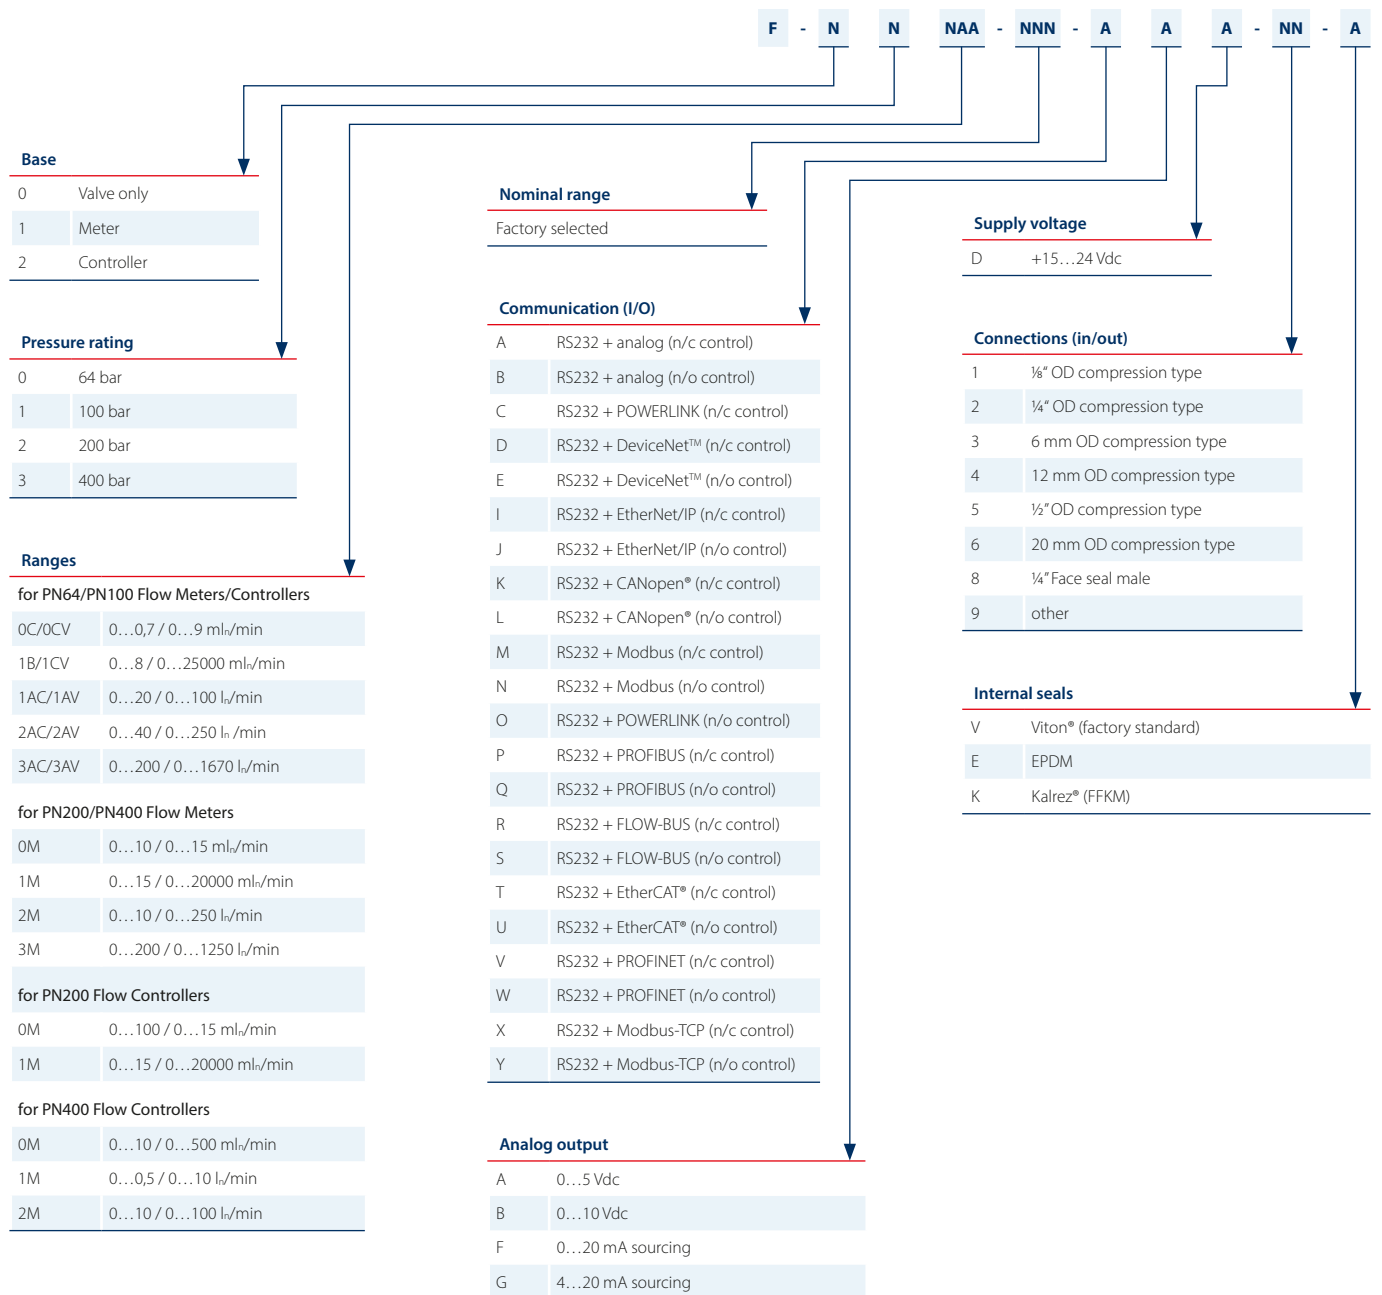 F - N N NAA - NNN - A A A - NN - A
Base
0 Valve only
1 Meter
2 Controller
Pressure rating
0 64 bar
1 100 bar
2 200 bar
3 400 bar
Ranges
for PN64/PN100 Flow Meters/Controllers
0C/0CV 0…0,7 / 0…9 mlₙ/min
1B/1CV 0…8 / 0…25000 mlₙ/min
1AC/1AV 0…20 / 0…100 lₙ/min
2AC/2AV 0…40 / 0…250 lₙ /min
3AC/3AV 0…200 / 0…1670 lₙ/min
for PN200/PN400 Flow Meters
0M 0…10 / 0…15 mlₙ/min
1M 0…15 / 0…20000 mlₙ/min
2M 0…10 / 0…250 lₙ/min
3M 0…200 / 0…1250 lₙ/min
for PN200 Flow Controllers
0M 0…100 / 0…15 mlₙ/min
1M 0…15 / 0…20000 mlₙ/min
for PN400 Flow Controllers
0M 0…10 / 0…500 mlₙ/min
1M 0…0,5 / 0…10 lₙ/min
2M 0…10 / 0…100 lₙ/min
Nominal range
Factory selected
Communication (I/O)
A RS232 + analog (n/c control)
B RS232 + analog (n/o control)
C RS232 + POWERLINK (n/c control)
D RS232 + DeviceNet™ (n/c control)
E RS232 + DeviceNet™ (n/o control)
I RS232 + EtherNet/IP (n/c control)
J RS232 + EtherNet/IP (n/o control)
K RS232 + CANopen® (n/c control)
L RS232 + CANopen® (n/o control)
M RS232 + Modbus (n/c control)
N RS232 + Modbus (n/o control)
O RS232 + POWERLINK (n/o control)
P RS232 + PROFIBUS (n/c control)
Q RS232 + PROFIBUS (n/o control)
R RS232 + FLOW-BUS (n/c control)
S RS232 + FLOW-BUS (n/o control)
T RS232 + EtherCAT® (n/c control)
U RS232 + EtherCAT® (n/o control)
V RS232 + PROFINET (n/c control)
W RS232 + PROFINET (n/o control)
X RS232 + Modbus-TCP (n/c control)
Y RS232 + Modbus-TCP (n/o control)
Analog output
A 0…5 Vdc
B 0…10 Vdc
F 0…20 mA sourcing
G 4…20 mA sourcing
Supply voltage
D +15…24 Vdc
Connections (in/out)
1 ⅛“ OD compression type
2 ¼“ OD compression type
3 6 mm OD compression type
4 12 mm OD compression type
5 ½” OD compression type
6 20 mm OD compression type
8 ¼” Face seal male
9 other
Internal seals
V Viton® (factory standard)
E EPDM
K Kalrez® (FFKM)